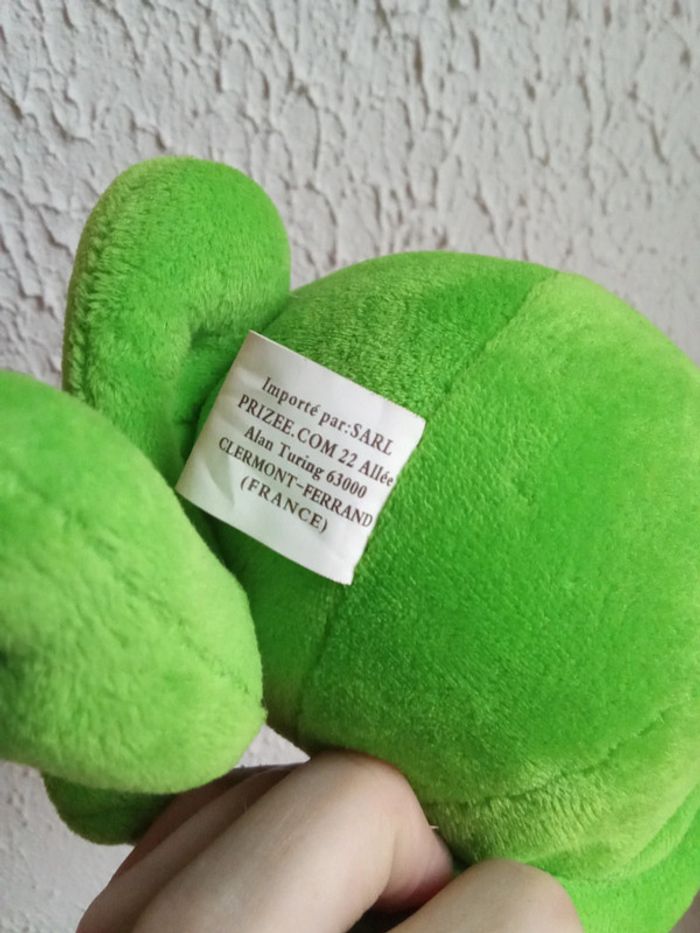 Importé par:SARL
PRIZEE.COM 22 Allée
Alan Turing 63000
CLERMONT-FERRAND
(FRANCE)